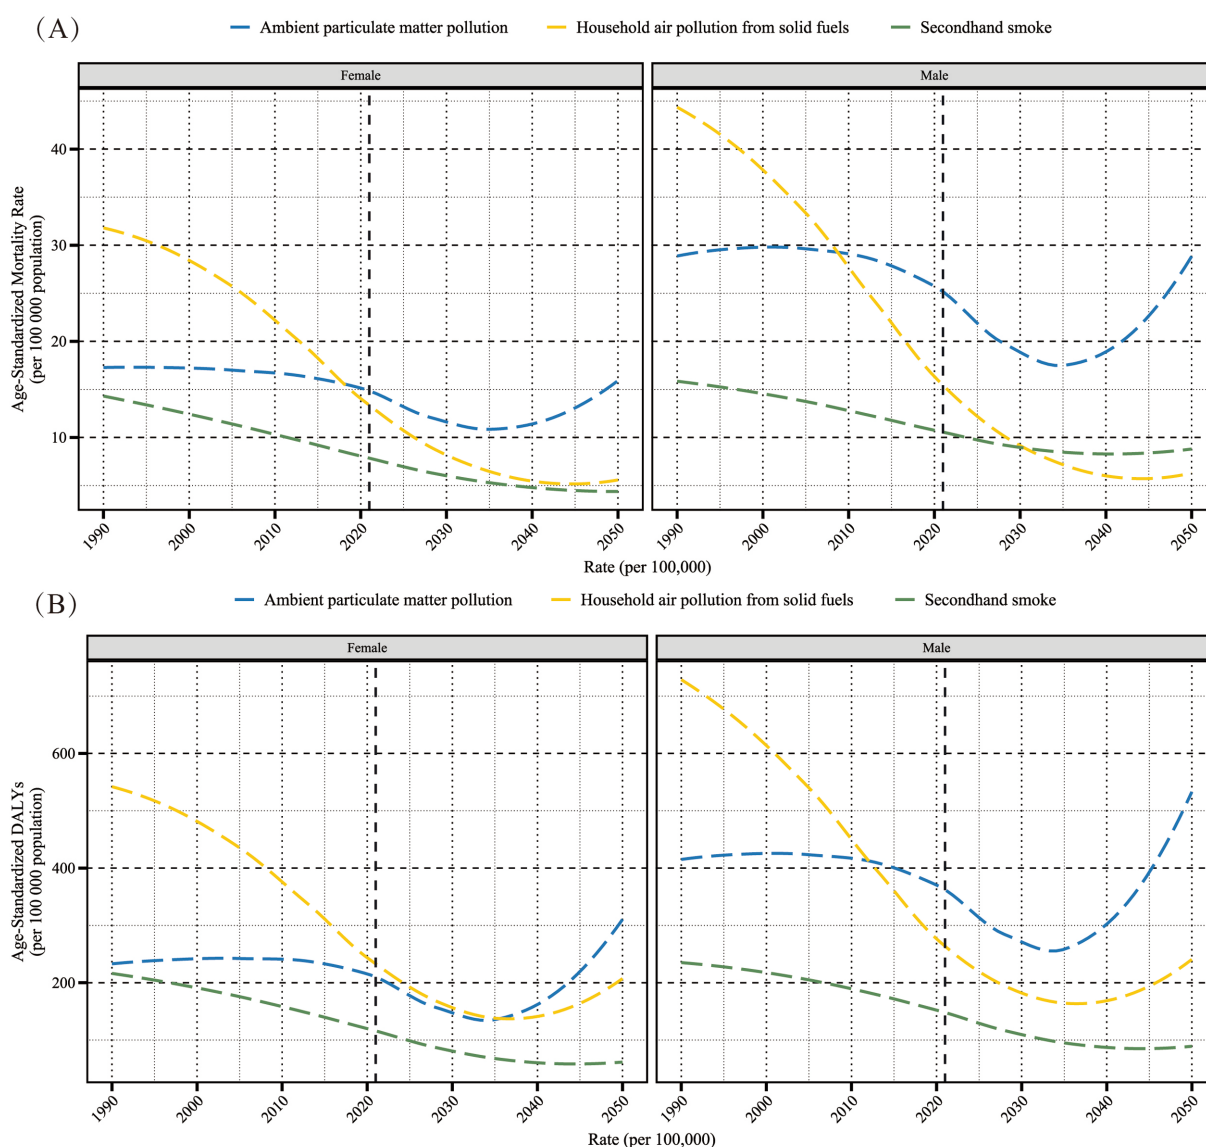 (A)
Ambient particulate matter pollution Household air pollution from solid fuels Secondhand smoke
Female Male
Age-Standardized Mortality Rate
(per 100 000 population)
40
30
20
10
1990 2000 2010 2020 2030 2040 2050 1990 2000 2010 2020 2030 2040 2050
Rate (per 100,000)
(B)
Ambient particulate matter pollution Household air pollution from solid fuels Secondhand smoke
Female Male
Age-Standardized DALYs
(per 100 000 population)
600
400
200
1990 2000 2010 2020 2030 2040 2050 1990 2000 2010 2020 2030 2040 2050
Rate (per 100,000)